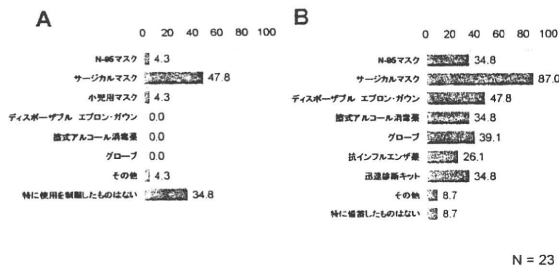 A
0 20 40 60 80 100
N-95マスク 4.3
サージカルマスク 47.8
小児用マスク 4.3
ディスポーザブル エプロン・ガウン 0.0
擦式アルコール消毒薬 0.0
グローブ 0.0
その他 4.3
特に使用を制限したものはない 34.8
B
0 20 40 60 80 100
N-95マスク 34.8
サージカルマスク 87.0
ディスポーザブル エプロン・ガウン 47.8
擦式アルコール消毒薬 34.8
グローブ 39.1
抗インフルエンザ薬 26.1
迅速診断キット 34.8
その他 8.7
特に備蓄したものはない 8.7
N = 23